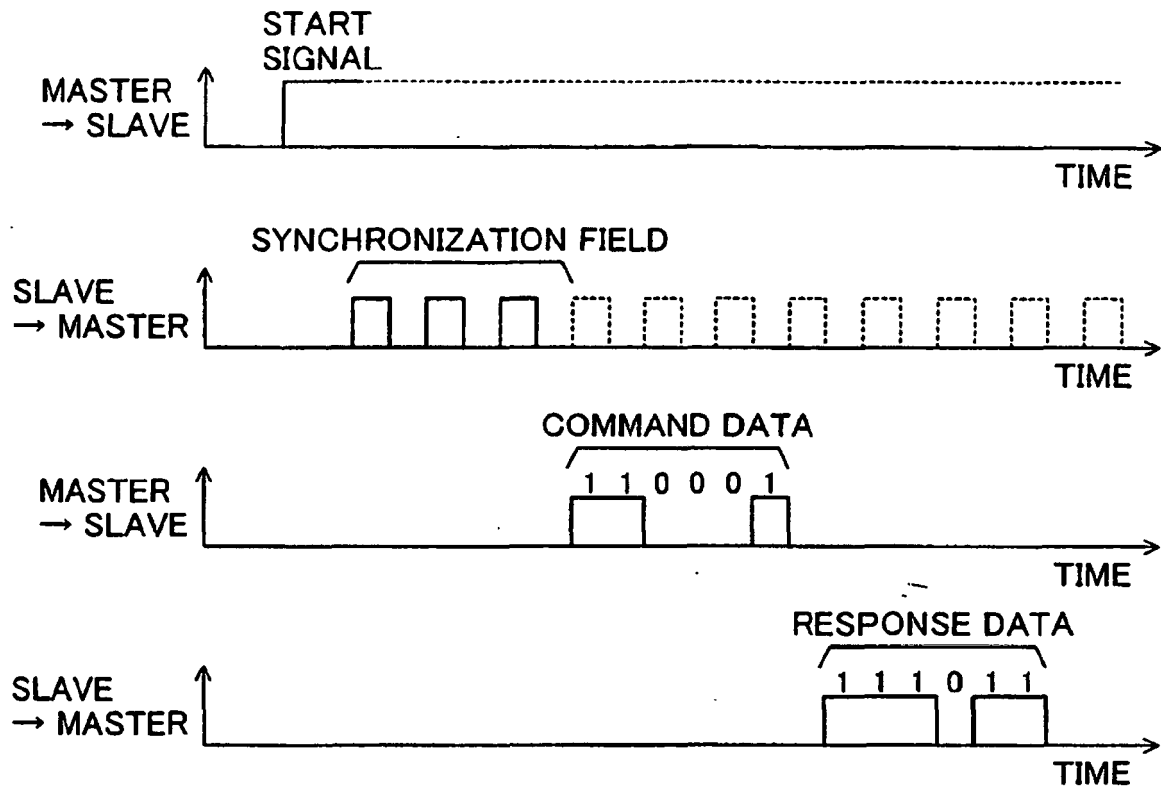 START
SIGNAL
MASTER
→ SLAVE
TIME
SYNCHRONIZATION FIELD
SLAVE
→ MASTER
TIME
COMMAND DATA
1 1 0 0 0 1
MASTER
→ SLAVE
TIME
RESPONSE DATA
1 1 1 0 1 1
SLAVE
→ MASTER
TIME